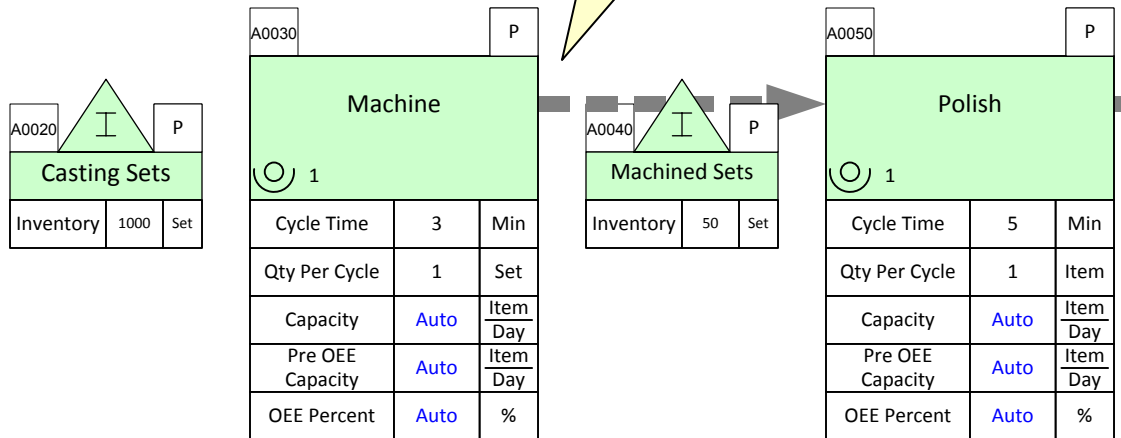 A0020
I
P
Casting Sets
Inventory 1000 Set
A0030
P
Machine
1
Cycle Time 3 Min
Qty Per Cycle 1 Set
Capacity Auto Item
Day
Pre OEE
Capacity Auto Item
Day
OEE Percent Auto %
A0040
I
P
Machined Sets
Inventory 50 Set
A0050
P
Polish
1
Cycle Time 5 Min
Qty Per Cycle 1 Item
Capacity Auto Item
Day
Pre OEE
Capacity Auto Item
Day
OEE Percent Auto %